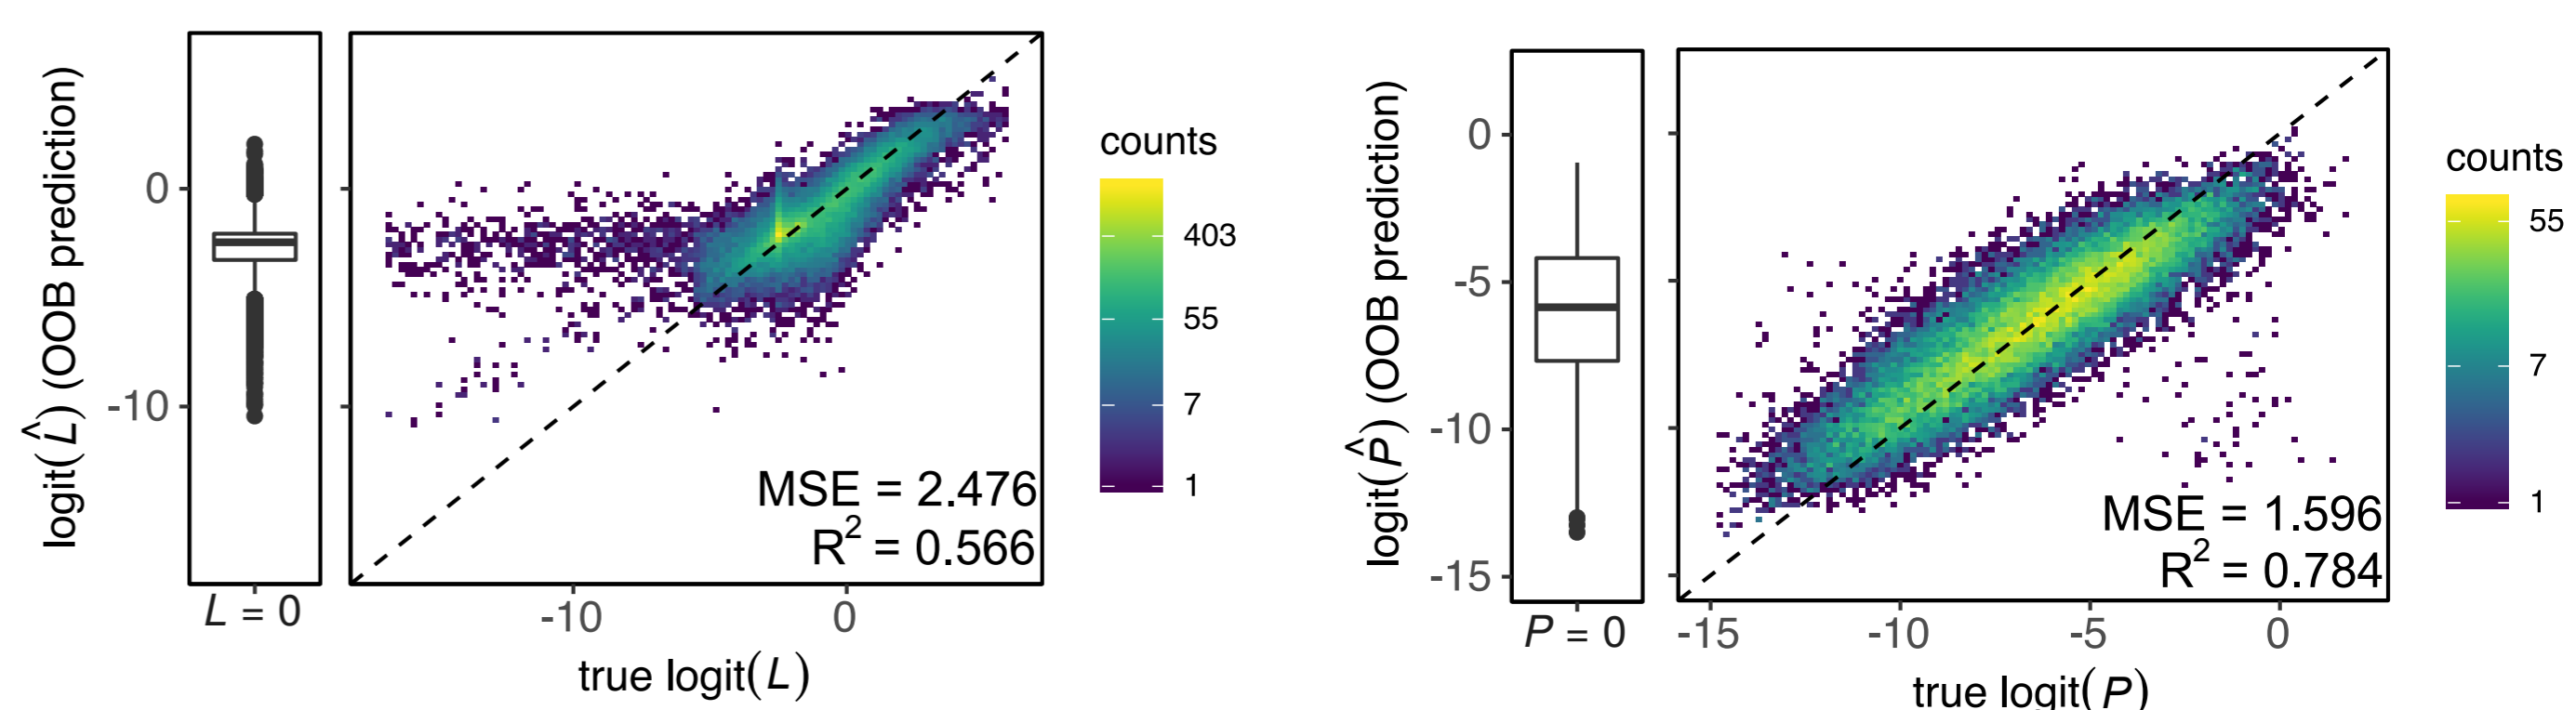 logit(L̂) (OOB prediction)
0
-10
L = 0
MSE = 2.476
R² = 0.566
-10
0
true logit(L)
counts
403
55
7
1
logit(P̂) (OOB prediction)
0
-5
-10
-15
P = 0
MSE = 1.596
R² = 0.784
-15
-10
-5
0
true logit(P)
counts
55
7
1